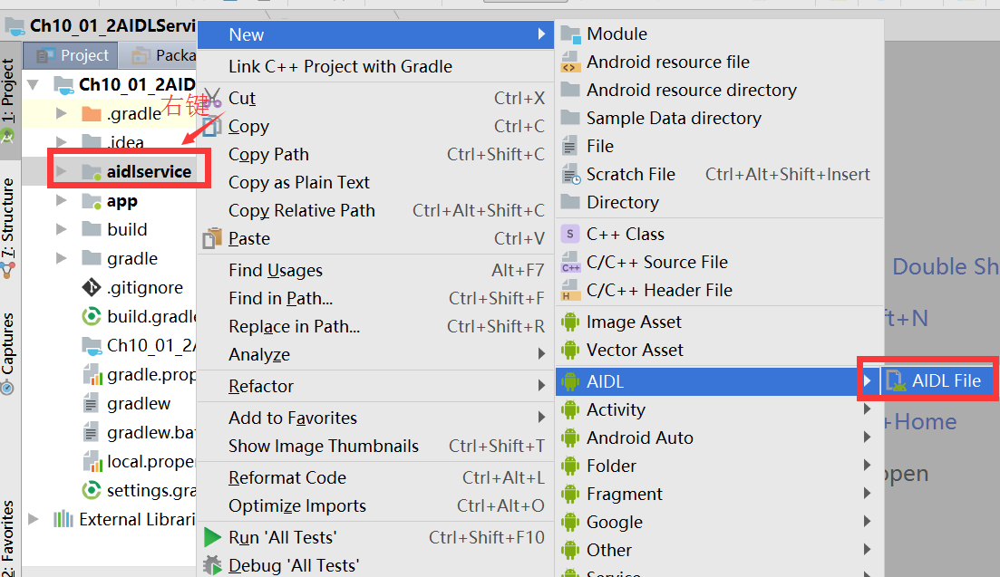 Ch10_01_2AIDLServi
Project
Packa
1: Project
7: Structure
Captures
2: Favorites
Ch10_01_2AID
.gradle
.idea
aidlservice
app
build
gradle
.gitignore
build.gradle
Ch10_01_2A
gradle.prop
gradlew
gradlew.bat
local.proper
settings.gra
External Librari
右键
New
Link C++ Project with Gradle
Cut Ctrl+X
Copy Ctrl+C
Copy Path Ctrl+Shift+C
Copy as Plain Text
Copy Relative Path Ctrl+Alt+Shift+C
Paste Ctrl+V
Find Usages Alt+F7
Find in Path... Ctrl+Shift+F
Replace in Path... Ctrl+Shift+R
Analyze
Refactor
Add to Favorites
Show Image Thumbnails Ctrl+Shift+T
Reformat Code Ctrl+Alt+L
Optimize Imports Ctrl+Alt+O
Run 'All Tests' Ctrl+Shift+F10
Debug 'All Tests'
Module
Android resource file
Android resource directory
Sample Data directory
File
Scratch File Ctrl+Alt+Shift+Insert
Directory
S C++ Class
C++ C/C++ Source File
H C/C++ Header File
Image Asset
Vector Asset
AIDL
Activity
Android Auto
Folder
Fragment
Google
Other
Service
AIDL File
Double Sh
ft+N
+Home
open